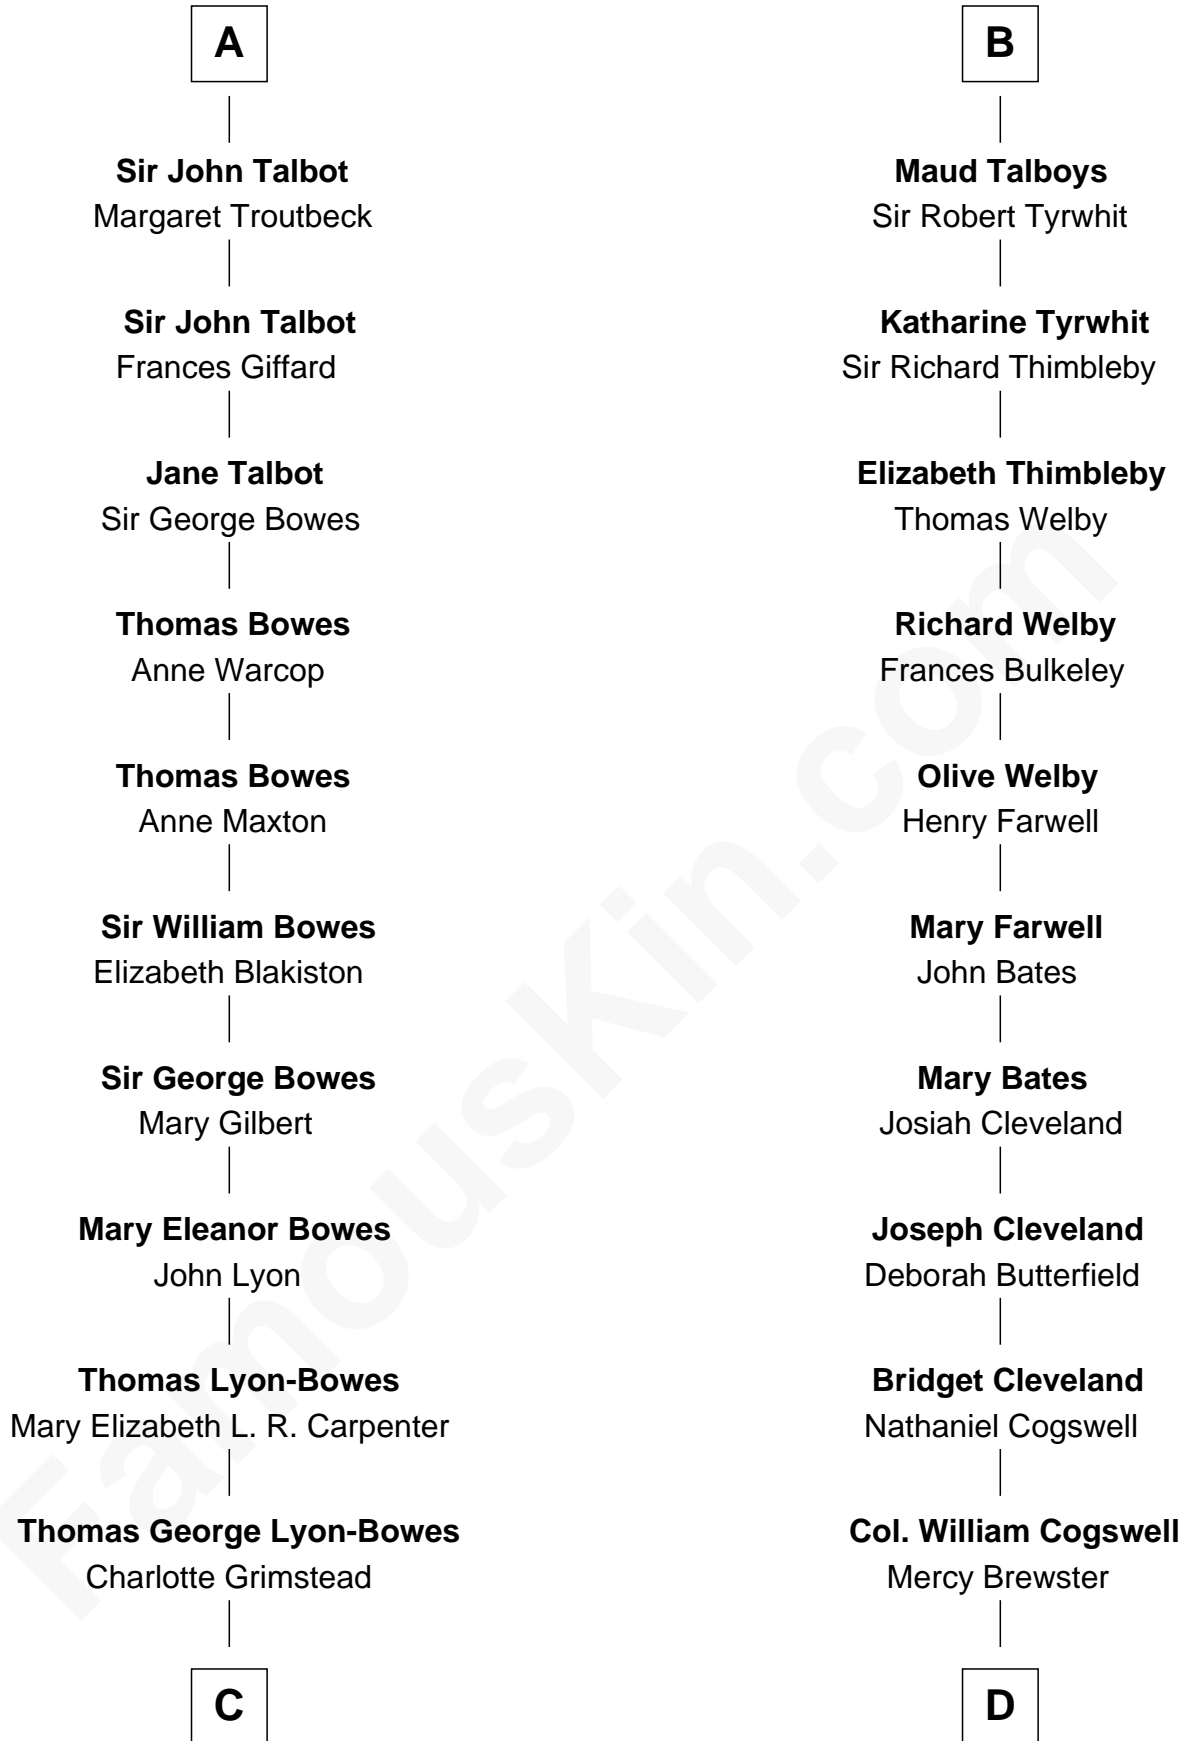 A
Sir John Talbot
Margaret Troutbeck
Sir John Talbot
Frances Giffard
Jane Talbot
Sir George Bowes
Thomas Bowes
Anne Warcop
Thomas Bowes
Anne Maxton
Sir William Bowes
Elizabeth Blakiston
Sir George Bowes
Mary Gilbert
Mary Eleanor Bowes
John Lyon
Thomas Lyon-Bowes
Mary Elizabeth L. R. Carpenter
Thomas George Lyon-Bowes
Charlotte Grimstead
C
B
Maud Talboys
Sir Robert Tyrwhit
Katharine Tyrwhit
Sir Richard Thimbleby
Elizabeth Thimbleby
Thomas Welby
Richard Welby
Frances Bulkeley
Olive Welby
Henry Farwell
Mary Farwell
John Bates
Mary Bates
Josiah Cleveland
Joseph Cleveland
Deborah Butterfield
Bridget Cleveland
Nathaniel Cogswell
Col. William Cogswell
Mercy Brewster
D
FamousKin.com